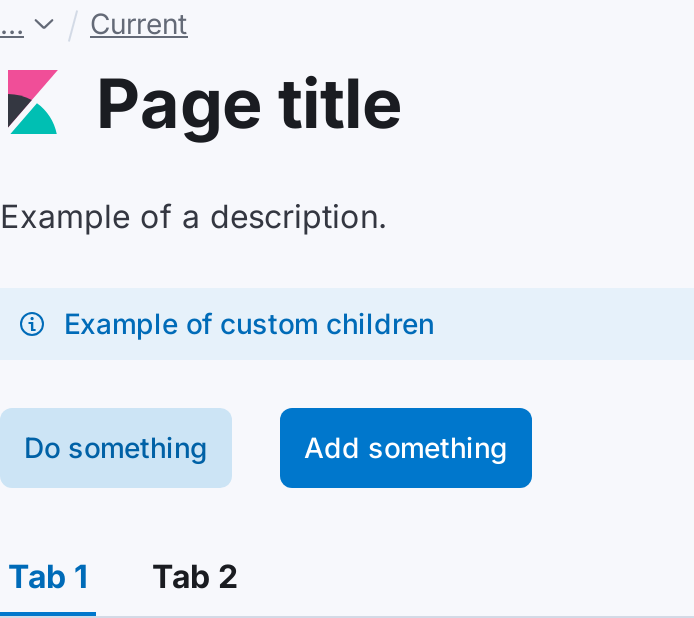 ... / Current
Page title
Example of a description.
Example of custom children
Do something Add something
Tab 1 Tab 2